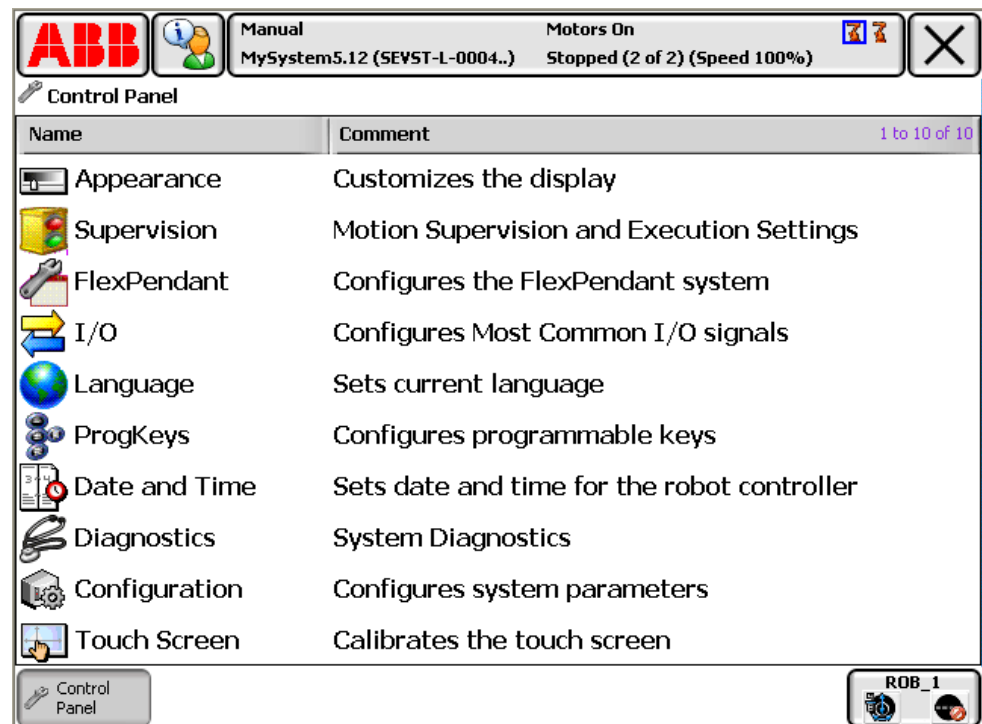 ABB
Manual Motors On
MySystem5.12 (SEVST-L-0004..) Stopped (2 of 2) (Speed 100%)
Control Panel
Name Comment 1 to 10 of 10
Appearance Customizes the display
Supervision Motion Supervision and Execution Settings
FlexPendant Configures the FlexPendant system
I/O Configures Most Common I/O signals
Language Sets current language
ProgKeys Configures programmable keys
Date and Time Sets date and time for the robot controller
Diagnostics System Diagnostics
Configuration Configures system parameters
Touch Screen Calibrates the touch screen
Control
Panel
ROB_1